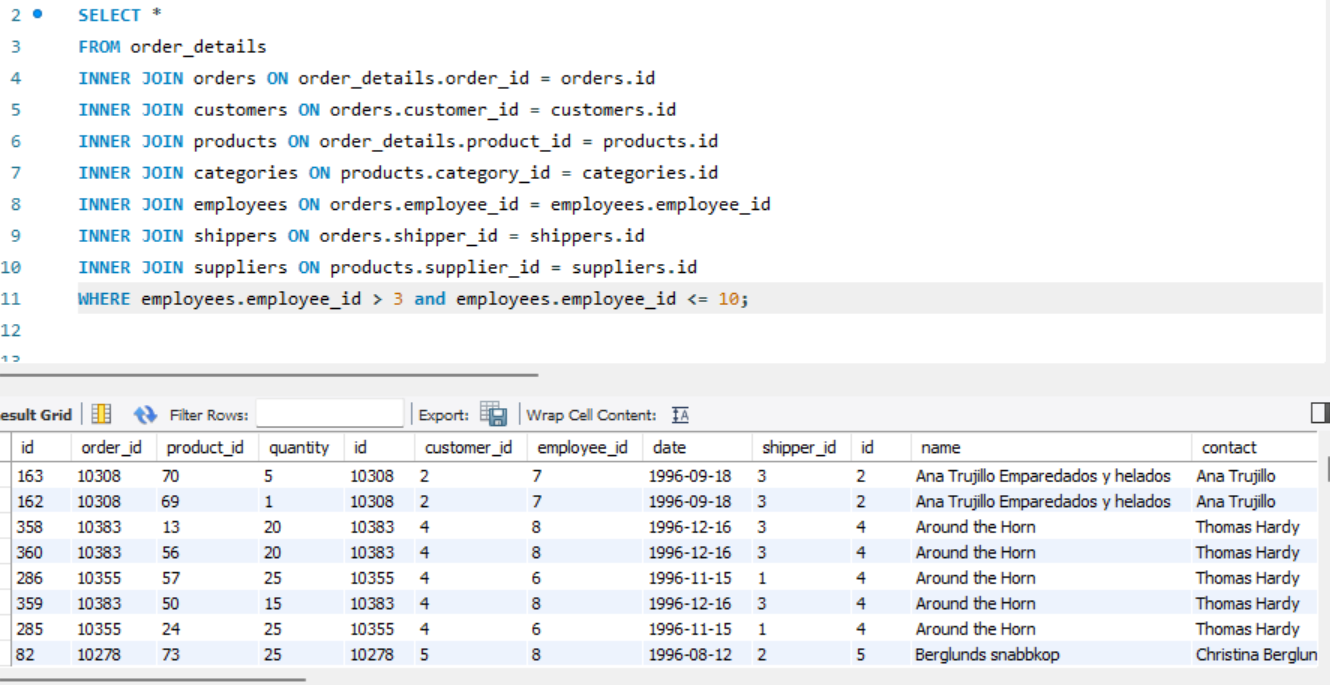 2 SELECT *
3 FROM order_details
4 INNER JOIN orders ON order_details.order_id = orders.id
5 INNER JOIN customers ON orders.customer_id = customers.id
6 INNER JOIN products ON order_details.product_id = products.id
7 INNER JOIN categories ON products.category_id = categories.id
8 INNER JOIN employees ON orders.employee_id = employees.employee_id
9 INNER JOIN shippers ON orders.shipper_id = shippers.id
10 INNER JOIN suppliers ON products.supplier_id = suppliers.id
11 WHERE employees.employee_id > 3 and employees.employee_id <= 10;
12
13
esult Grid Filter Rows: Export: Wrap Cell Content: IA
id order_id product_id quantity id customer_id employee_id date shipper_id id name contact
163 10308 70 5 10308 2 7 1996-09-18 3 2 Ana Trujillo Emparedados y helados Ana Trujillo
162 10308 69 1 10308 2 7 1996-09-18 3 2 Ana Trujillo Emparedados y helados Ana Trujillo
358 10383 13 20 10383 4 8 1996-12-16 3 4 Around the Horn Thomas Hardy
360 10383 56 20 10383 4 8 1996-12-16 3 4 Around the Horn Thomas Hardy
286 10355 57 25 10355 4 6 1996-11-15 1 4 Around the Horn Thomas Hardy
359 10383 50 15 10383 4 8 1996-12-16 3 4 Around the Horn Thomas Hardy
285 10355 24 25 10355 4 6 1996-11-15 1 4 Around the Horn Thomas Hardy
82 10278 73 25 10278 5 8 1996-08-12 2 5 Berglunds snabbkop Christina Berglun